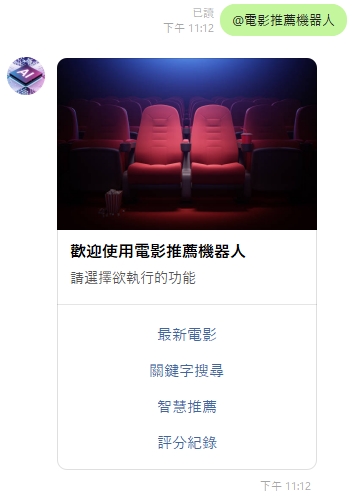 已讀
下午 11:12
@電影推薦機器人
AI
歡迎使用電影推薦機器人
請選擇欲執行的功能
最新電影
關鍵字搜尋
智慧推薦
評分紀錄
下午 11:12